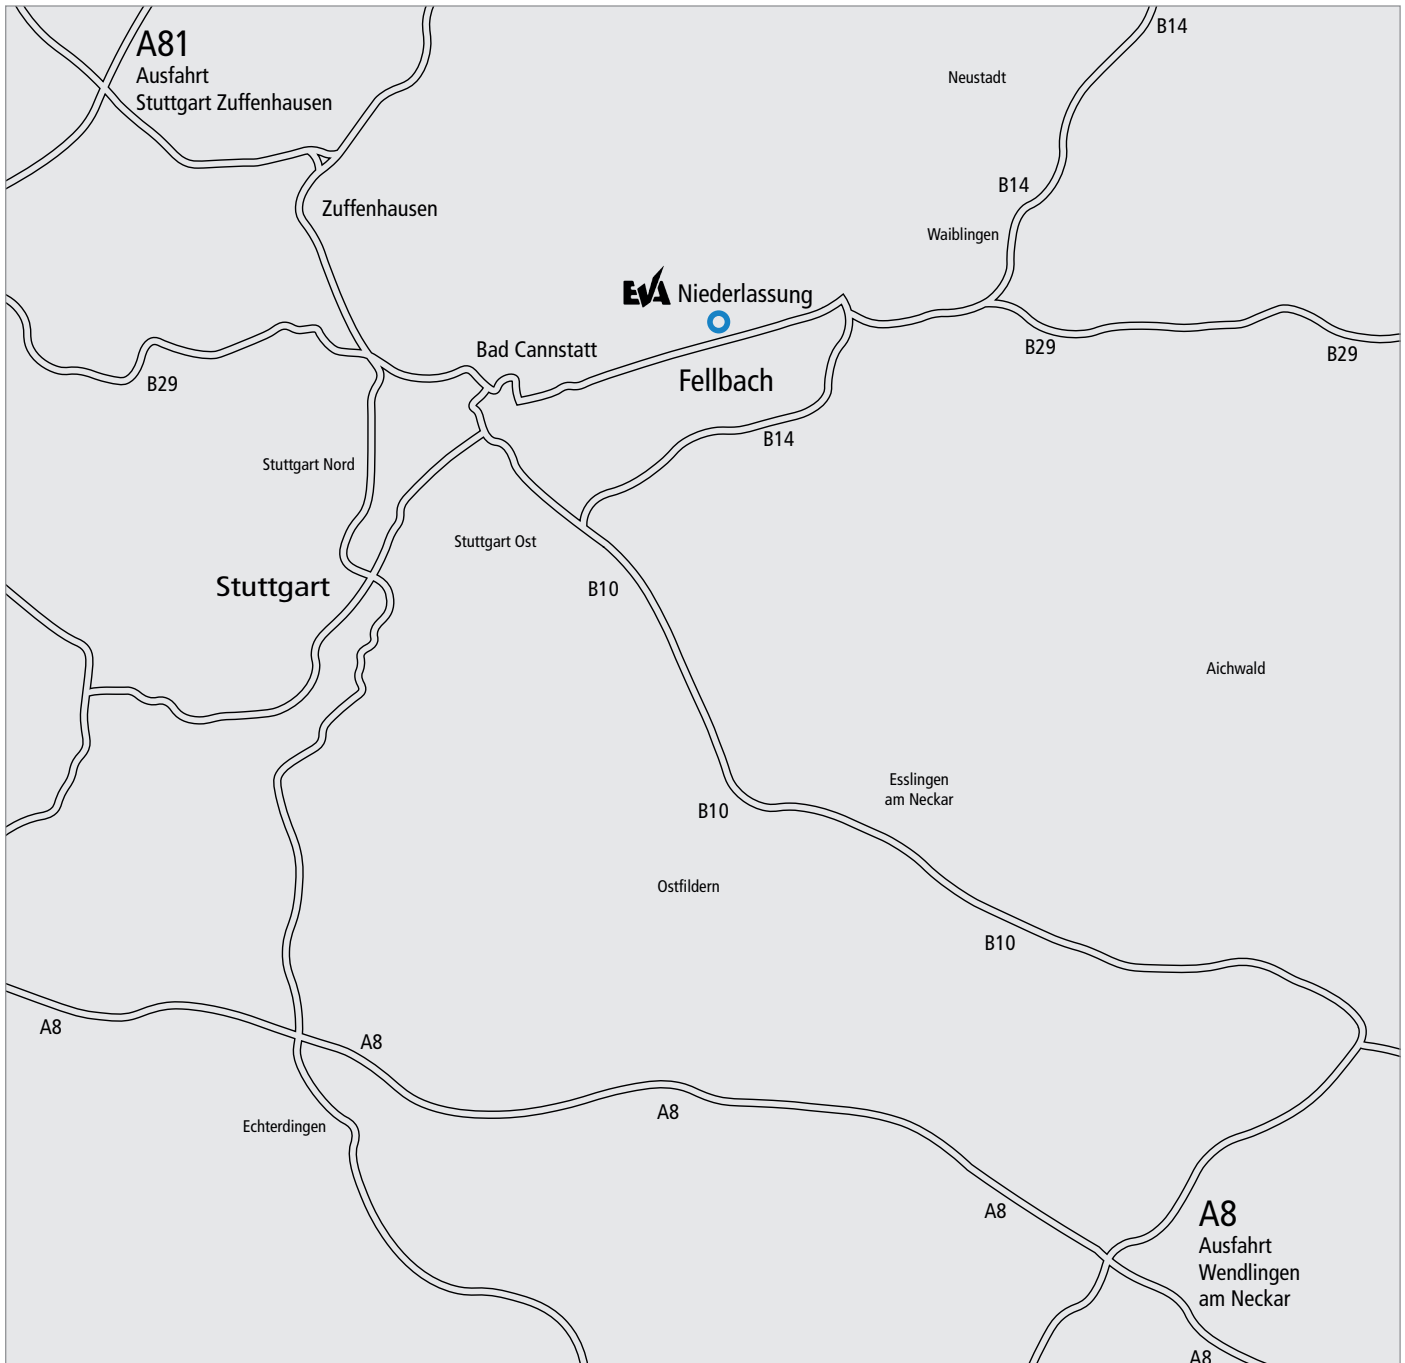 B14
A81
Ausfahrt
Stuttgart Zuffenhausen
Neustadt
B14
Zuffenhausen
Waiblingen
EVA Niederlassung
Bad Cannstatt
B29
B29
B29
Fellbach
B14
Stuttgart Nord
Stuttgart Ost
Stuttgart
B10
Aichwald
Esslingen
am Neckar
B10
Ostfildern
B10
A8
A8
A8
Echterdingen
A8
A8
Ausfahrt
Wendlingen
am Neckar
A8